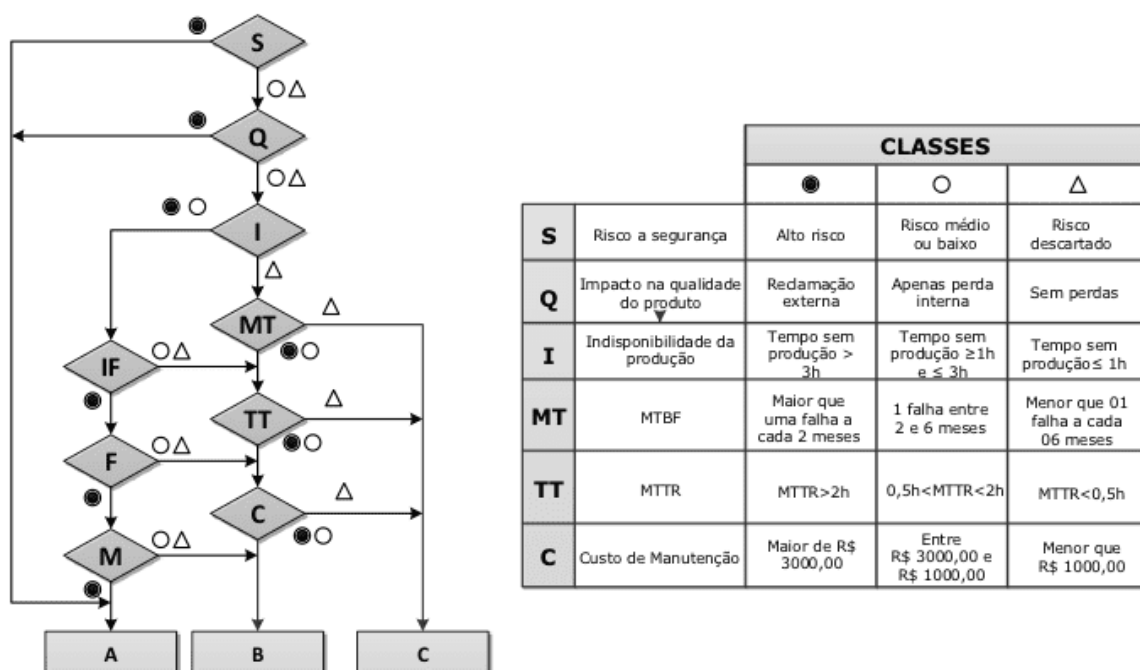 S
Q
I
MT
IF
TT
F
C
M
A
B
C
CLASSES
S
Risco a segurança
Alto risco
Risco médio
ou baixo
Risco
descartado
Q
Impacto na qualidade
do produto
Reclamação
externa
Apenas perda
interna
Sem perdas
I
Indisponibilidade da
produção
Tempo sem
produção >
3h
Tempo sem
produção ≥1h
e ≤ 3h
Tempo sem
produção≤ 1h
MT
MTBF
Maior que
uma falha a
cada 2 meses
1 falha entre
2 e 6 meses
Menor que 01
falha a cada
06 meses
TT
MTTR
MTTR>2h
0,5h<MTTR<2h
MTTR<0,5h
C
Custo de Manutenção
Maior de R$
3000,00
Entre
R$ 3000,00 e
R$ 1000,00
Menor que
R$ 1000,00